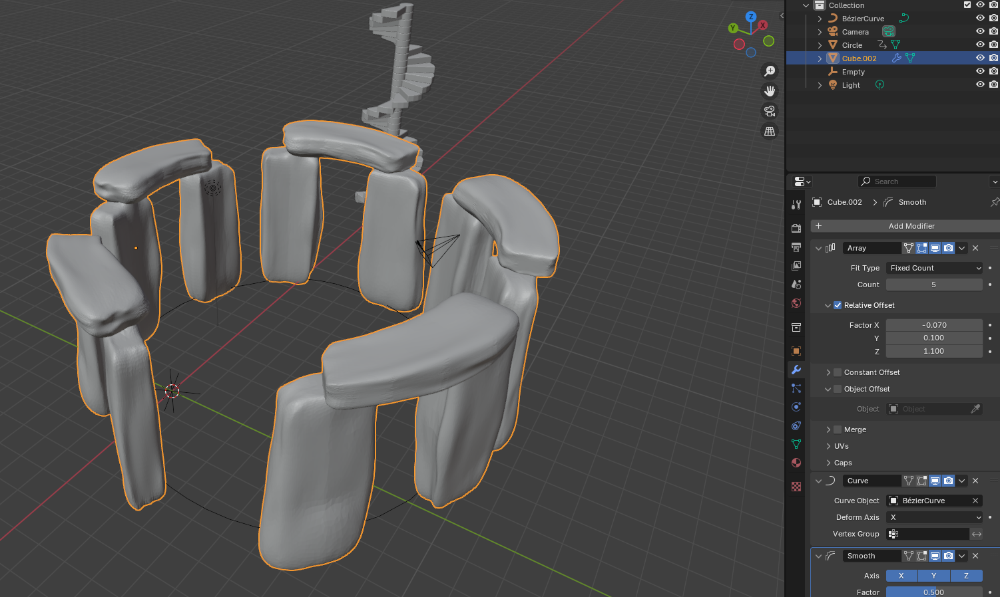 Collection
BézierCurve
Camera
Circle
Cube.002
Empty
Light
Z
Y
X
Search
Cube.002
Smooth
+ Add Modifier
Array
Fit Type Fixed Count
Count 5
Relative Offset
Factor X -0.070
Y 0.100
Z 1.100
Constant Offset
Object Offset
Object Object
Merge
UVs
Caps
Curve
Curve Object BézierCurve
Deform Axis X
Vertex Group
Smooth
Axis X Y Z
Factor 0.500